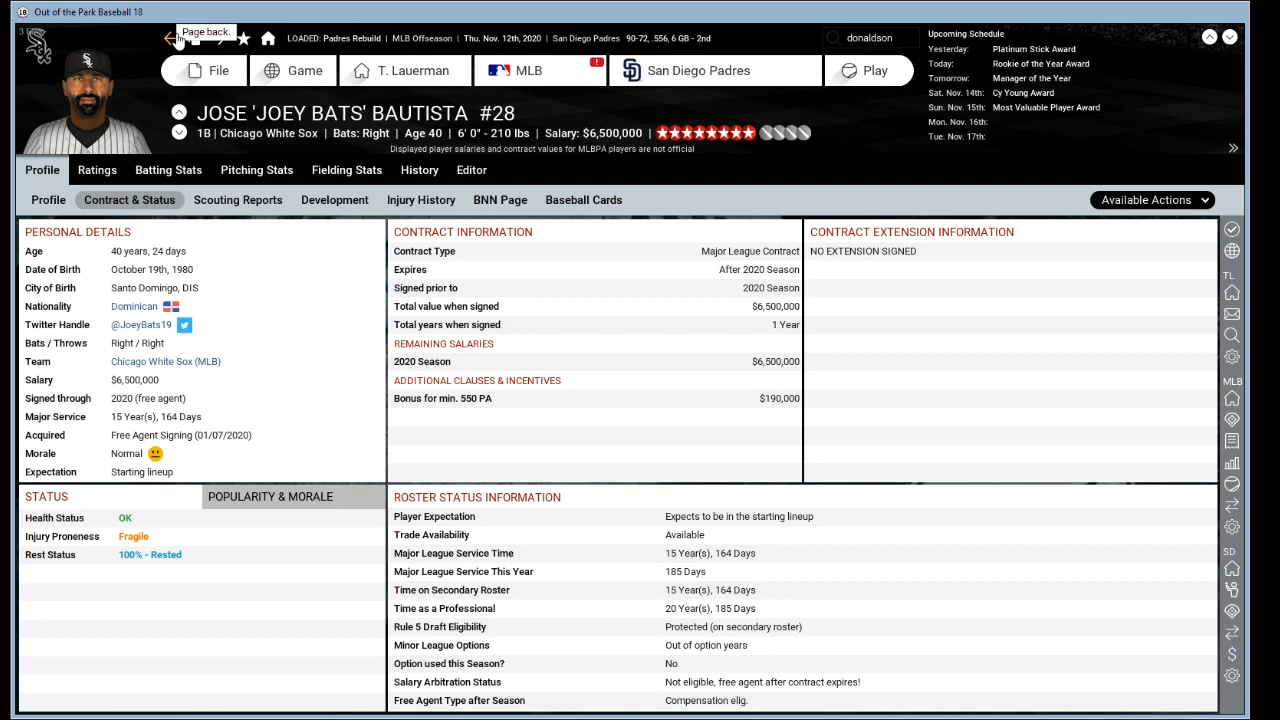 Out of the Park Baseball 18
Page back.
LOADED: Padres Rebuild | MLB Offseason | Thu. Nov. 12th, 2020 | San Diego Padres 90-72, .556, 6 GB - 2nd
donaldson
File
Game
T. Lauerman
MLB
!
San Diego Padres
Play
Upcoming Schedule
Yesterday: Platinum Stick Award
Today: Rookie of the Year Award
Tomorrow: Manager of the Year
Sat. Nov. 14th: Cy Young Award
Sun. Nov. 15th: Most Valuable Player Award
Mon. Nov. 16th:
Tue. Nov. 17th:
JOSE 'JOEY BATS' BAUTISTA #28
1B | Chicago White Sox | Bats: Right | Age 40 | 6' 0" - 210 lbs | Salary: $6,500,000 |
Displayed player salaries and contract values for MLBPA players are not official
Profile Ratings Batting Stats Pitching Stats Fielding Stats History Editor
Profile Contract & Status Scouting Reports Development Injury History BNN Page Baseball Cards
Available Actions
PERSONAL DETAILS
Age 40 years, 24 days
Date of Birth October 19th, 1980
City of Birth Santo Domingo, DIS
Nationality Dominican
Twitter Handle @JoeyBats19
Bats / Throws Right / Right
Team Chicago White Sox (MLB)
Salary $6,500,000
Signed through 2020 (free agent)
Major Service 15 Year(s), 164 Days
Acquired Free Agent Signing (01/07/2020)
Morale Normal
Expectation Starting lineup
CONTRACT INFORMATION
Contract Type Major League Contract
Expires After 2020 Season
Signed prior to 2020 Season
Total value when signed $6,500,000
Total years when signed 1 Year
REMAINING SALARIES
2020 Season $6,500,000
ADDITIONAL CLAUSES & INCENTIVES
Bonus for min. 550 PA $190,000
CONTRACT EXTENSION INFORMATION
NO EXTENSION SIGNED
STATUS
POPULARITY & MORALE
Health Status OK
Injury Proneness Fragile
Rest Status 100% - Rested
ROSTER STATUS INFORMATION
Player Expectation Expects to be in the starting lineup
Trade Availability Available
Major League Service Time 15 Year(s), 164 Days
Major League Service This Year 185 Days
Time on Secondary Roster 15 Year(s), 164 Days
Time as a Professional 20 Year(s), 185 Days
Rule 5 Draft Eligibility Protected (on secondary roster)
Minor League Options Out of option years
Option used this Season? No
Salary Arbitration Status Not eligible, free agent after contract expires!
Free Agent Type after Season Compensation elig.
TL
MLB
SD